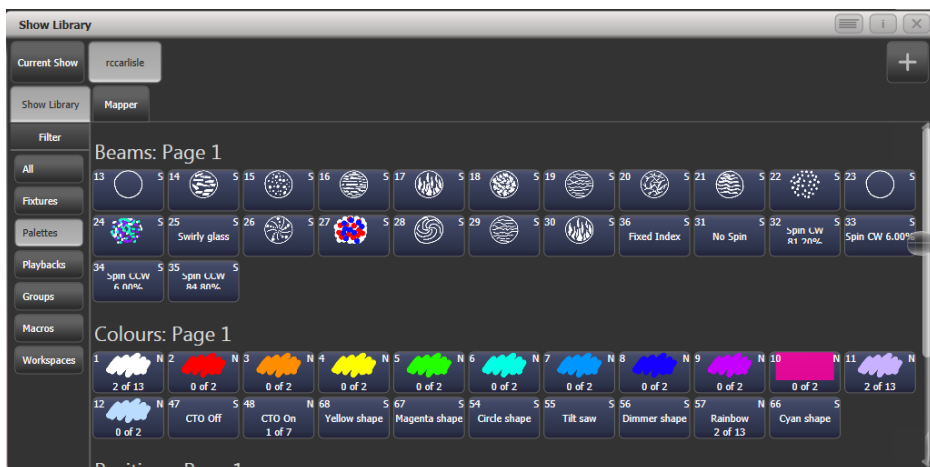 Show Library
i
Current Show
rccarlisle
Show Library
Mapper
Filter
All
Fixtures
Palettes
Playbacks
Groups
Macros
Workspaces
Beams: Page 1
13 S 14 S 15 S 16 S 17 S 18 S 19 S 20 S 21 S 22 S 23 S
24 S 25 S 26 S 27 S 28 S 29 S 30 S 36 S 31 S 32 S 33 S
Swirly glass Fixed Index No Spin Spin CW 81.20% Spin CW 6.00%
34 S 35 S
Spin CCW 6.00% Spin CCW 84.80%
Colours: Page 1
1 N 2 N 3 N 4 N 5 N 6 N 7 N 8 N 9 N 10 N 11 N
2 of 13 0 of 2 0 of 2 0 of 2 0 of 2 0 of 2 0 of 2 0 of 2 0 of 2 0 of 2 2 of 13
12 N 47 S 48 N 68 S 67 S 54 S 55 S 56 S 57 N 66 S
0 of 2 CTO Off CTO On 1 of 7 Yellow shape Magenta shape Circle shape Tilt saw Dimmer shape Rainbow 2 of 13 Cyan shape